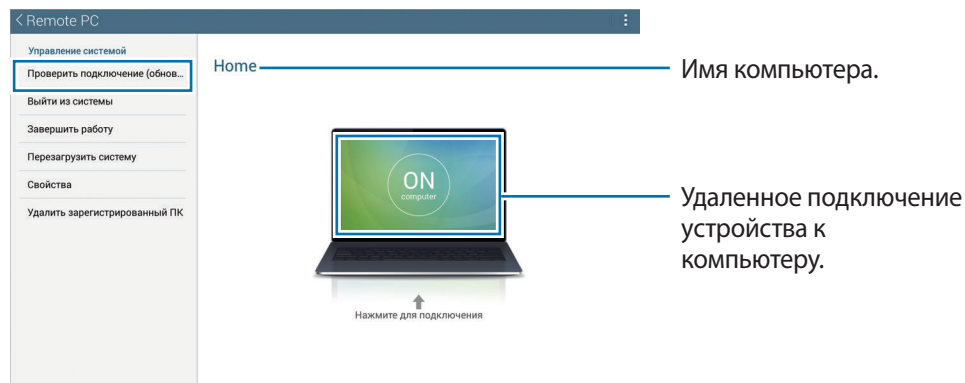 Remote PC
Управление системой
Проверить подключение (обнов...
Выйти из системы
Завершить работу
Перезагрузить систему
Свойства
Удалить зарегистрированный ПК
Home
Имя компьютера.
ON
computer
Нажмите для подключения
Удаленное подключение
устройства к
компьютеру.